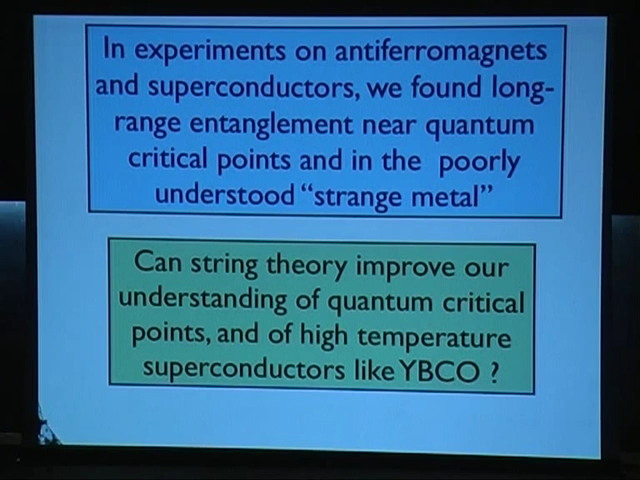 In experiments on antiferromagnets
and superconductors, we found long-
range entanglement near quantum
critical points and in the poorly
understood “strange metal”
Can string theory improve our
understanding of quantum critical
points, and of high temperature
superconductors like YBCO ?